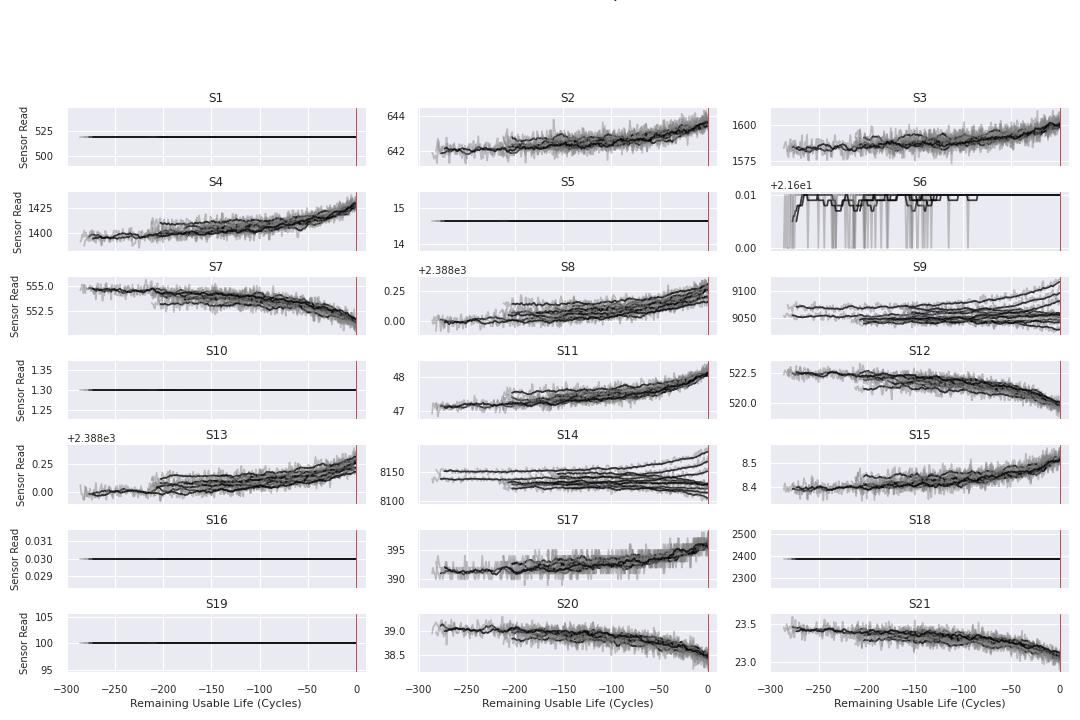 S1 S2 S3
Sensor Read 525 500 644 642 1600 1575
S4 S5 S6
Sensor Read 1425 1400 15 14 +2.16e1 0.01 0.00
S7 S8 S9
Sensor Read 555.0 552.5 +2.388e3 0.25 0.00 9100 9050
S10 S11 S12
Sensor Read 1.35 1.30 1.25 48 47 522.5 520.0
S13 S14 S15
Sensor Read +2.388e3 0.25 0.00 8150 8100 8.5 8.4
S16 S17 S18
Sensor Read 0.031 0.030 0.029 395 390 2500 2400 2300
S19 S20 S21
Sensor Read 105 100 95 39.0 38.5 23.5 23.0
−300 −250 −200 −150 −100 −50 0 −300 −250 −200 −150 −100 −50 0 −300 −250 −200 −150 −100 −50 0
Remaining Usable Life (Cycles) Remaining Usable Life (Cycles) Remaining Usable Life (Cycles)